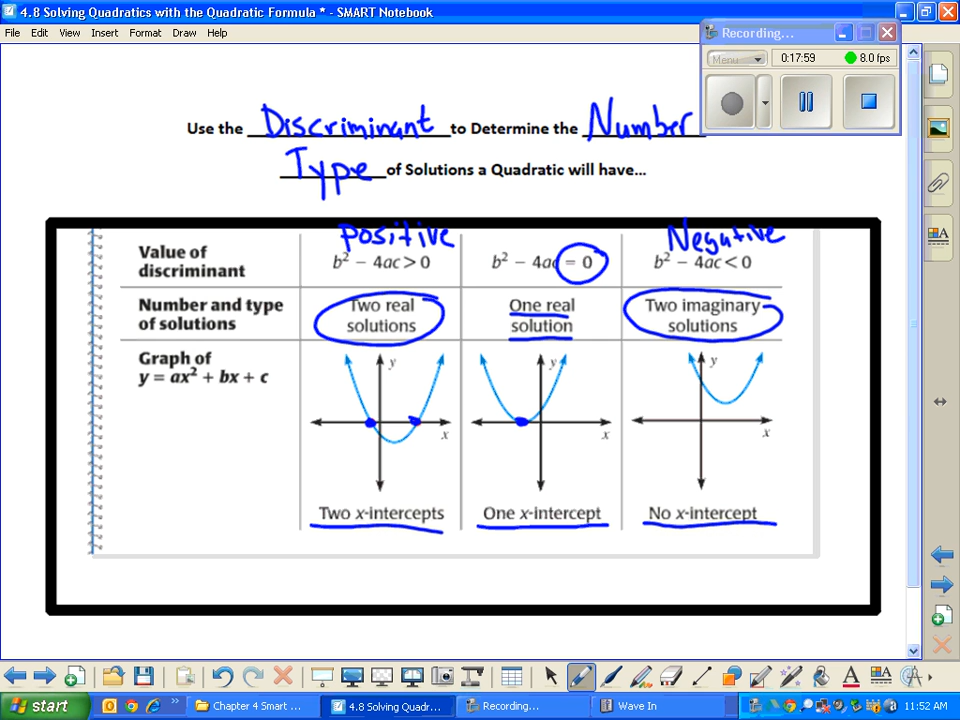 4.8 Solving Quadratics with the Quadratic Formula * - SMART Notebook
File Edit View Insert Format Draw Help
Recording...
Menu 0:17:59 8.0 fps
Use the Discriminant to Determine the Number
Type of Solutions a Quadratic will have...
Positive Negative
Value of discriminant b² − 4ac > 0 b² − 4ac = 0 b² − 4ac < 0
Number and type of solutions Two real solutions One real solution Two imaginary solutions
Graph of y = ax² + bx + c
y y y
x x x
Two x-intercepts One x-intercept No x-intercept
start Chapter 4 Smart ... 4.8 Solving Quadr... Recording... Wave In 11:52 AM